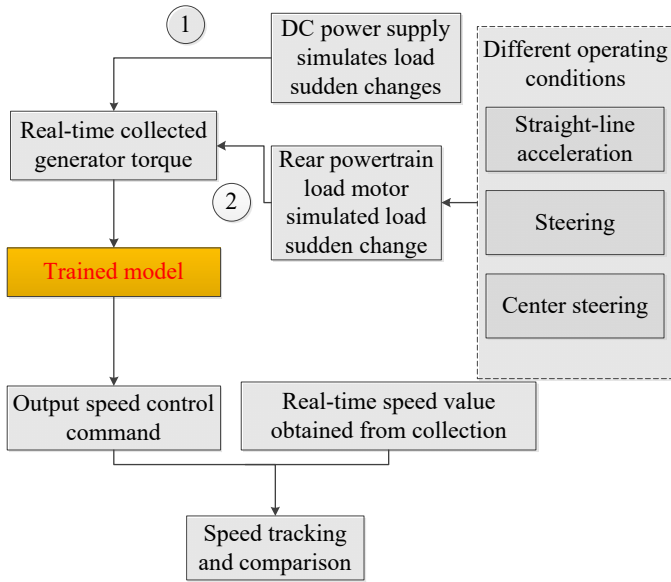 1
DC power supply
simulates load
sudden changes
Different operating
conditions
Straight-line
acceleration
Steering
Center steering
Real-time collected
generator torque
2
Rear powertrain
load motor
simulated load
sudden change
Trained model
Output speed control
command
Real-time speed value
obtained from collection
Speed tracking
and comparison